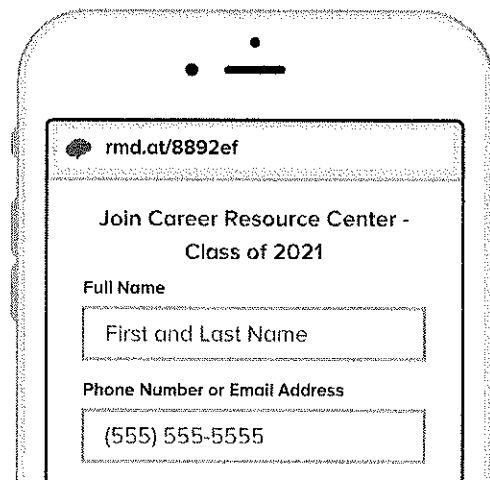 rmd.at/8892ef
Join Career Resource Center -
Class of 2021
Full Name
First and Last Name
Phone Number or Email Address
(555) 555-5555